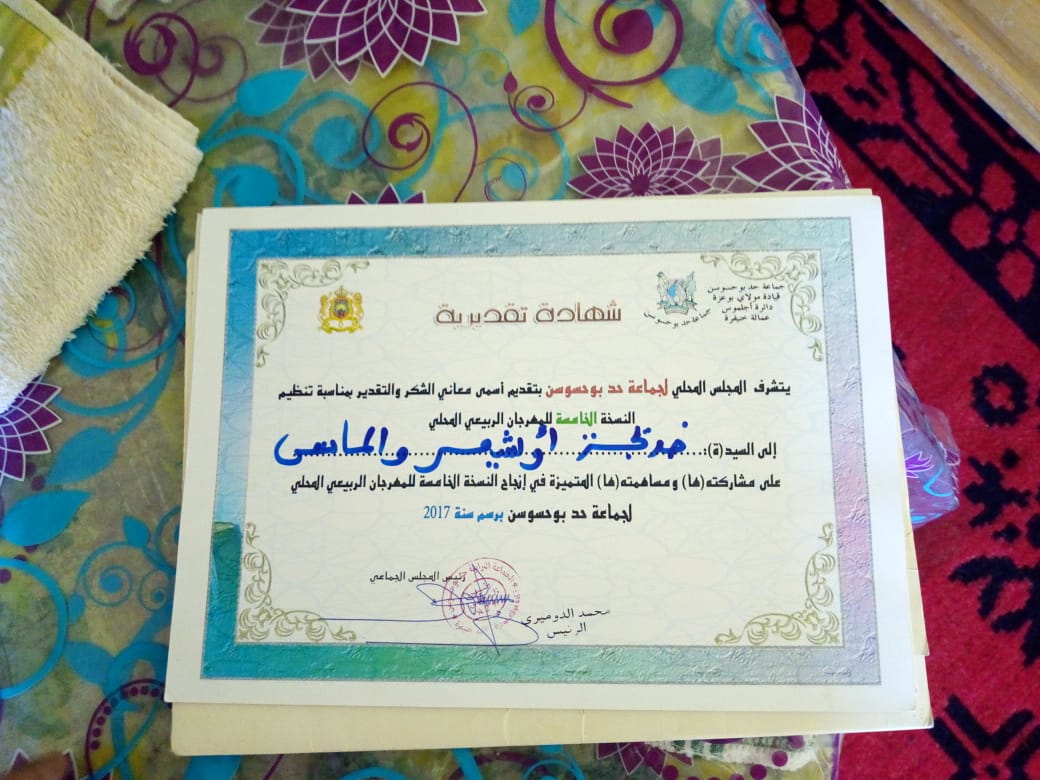 جماعة حد بوحسوسن
قيادة مولاي بوعزة
دائرة أجلموس
عمالة خنيفرة
جماعة حد بوحسوسن
شهادة تقديرية
يتشرف المجلس المحلي لجماعة حد بوحسوسن بتقديم أسمى معاني الشكر والتقدير بمناسبة تنظيم
النسخة الخامسة للمهرجان الربيعي المحلي
إلى السيد(ة):
على مشاركته(ها) ومساهمته(ها) المتميزة في إنجاح النسخة الخامسة للمهرجان الربيعي المحلي
لجماعة حد بوحسوسن برسم سنة 2017
رئيس المجلس الجماعي
محمد الدوميري
الرئيس